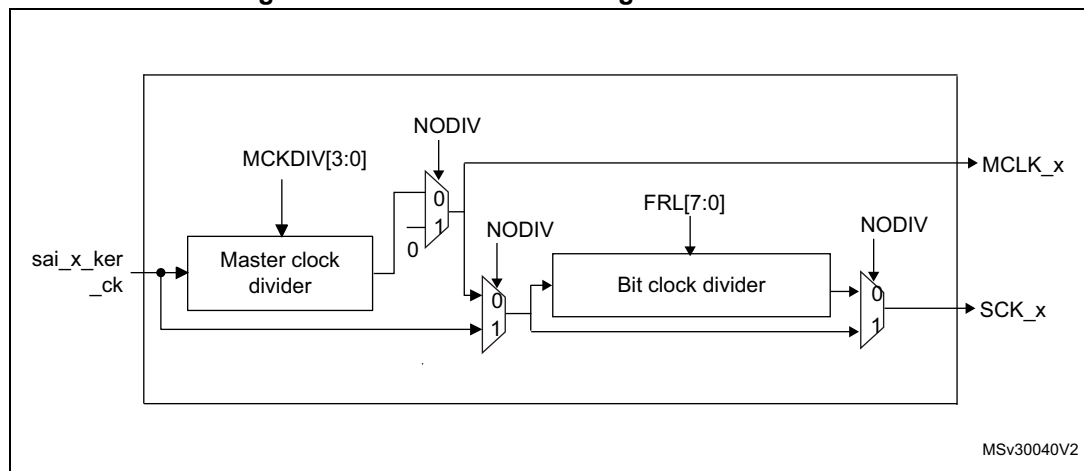 NODIV
MCKDIV[3:0]
0
1
0
MCLK_x
FRL[7:0]
NODIV
NODIV
sai_x_ker
_ck
Master clock
divider
0
1
Bit clock divider
0
1
SCK_x
MSv30040V2